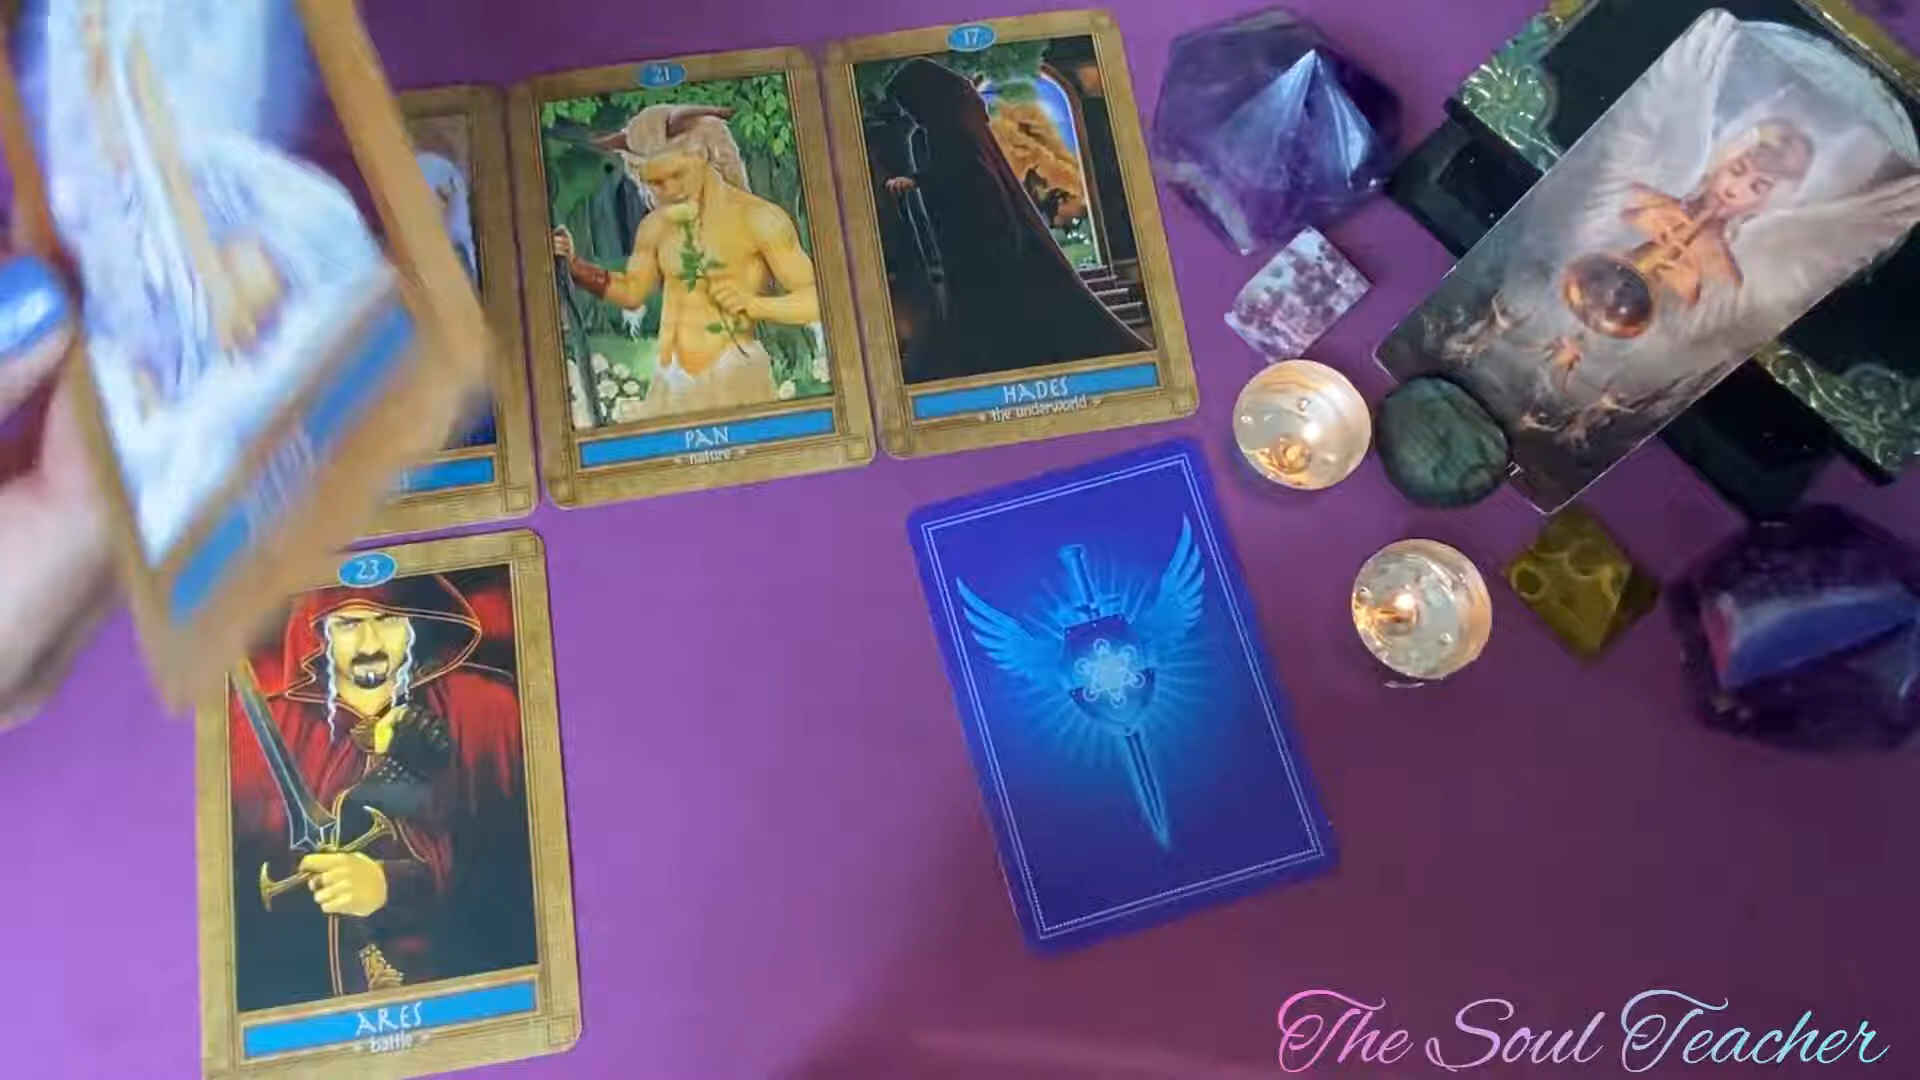 21
17
PAN
nature
HADES
the underworld
23
ARES
battle
The Soul Teacher